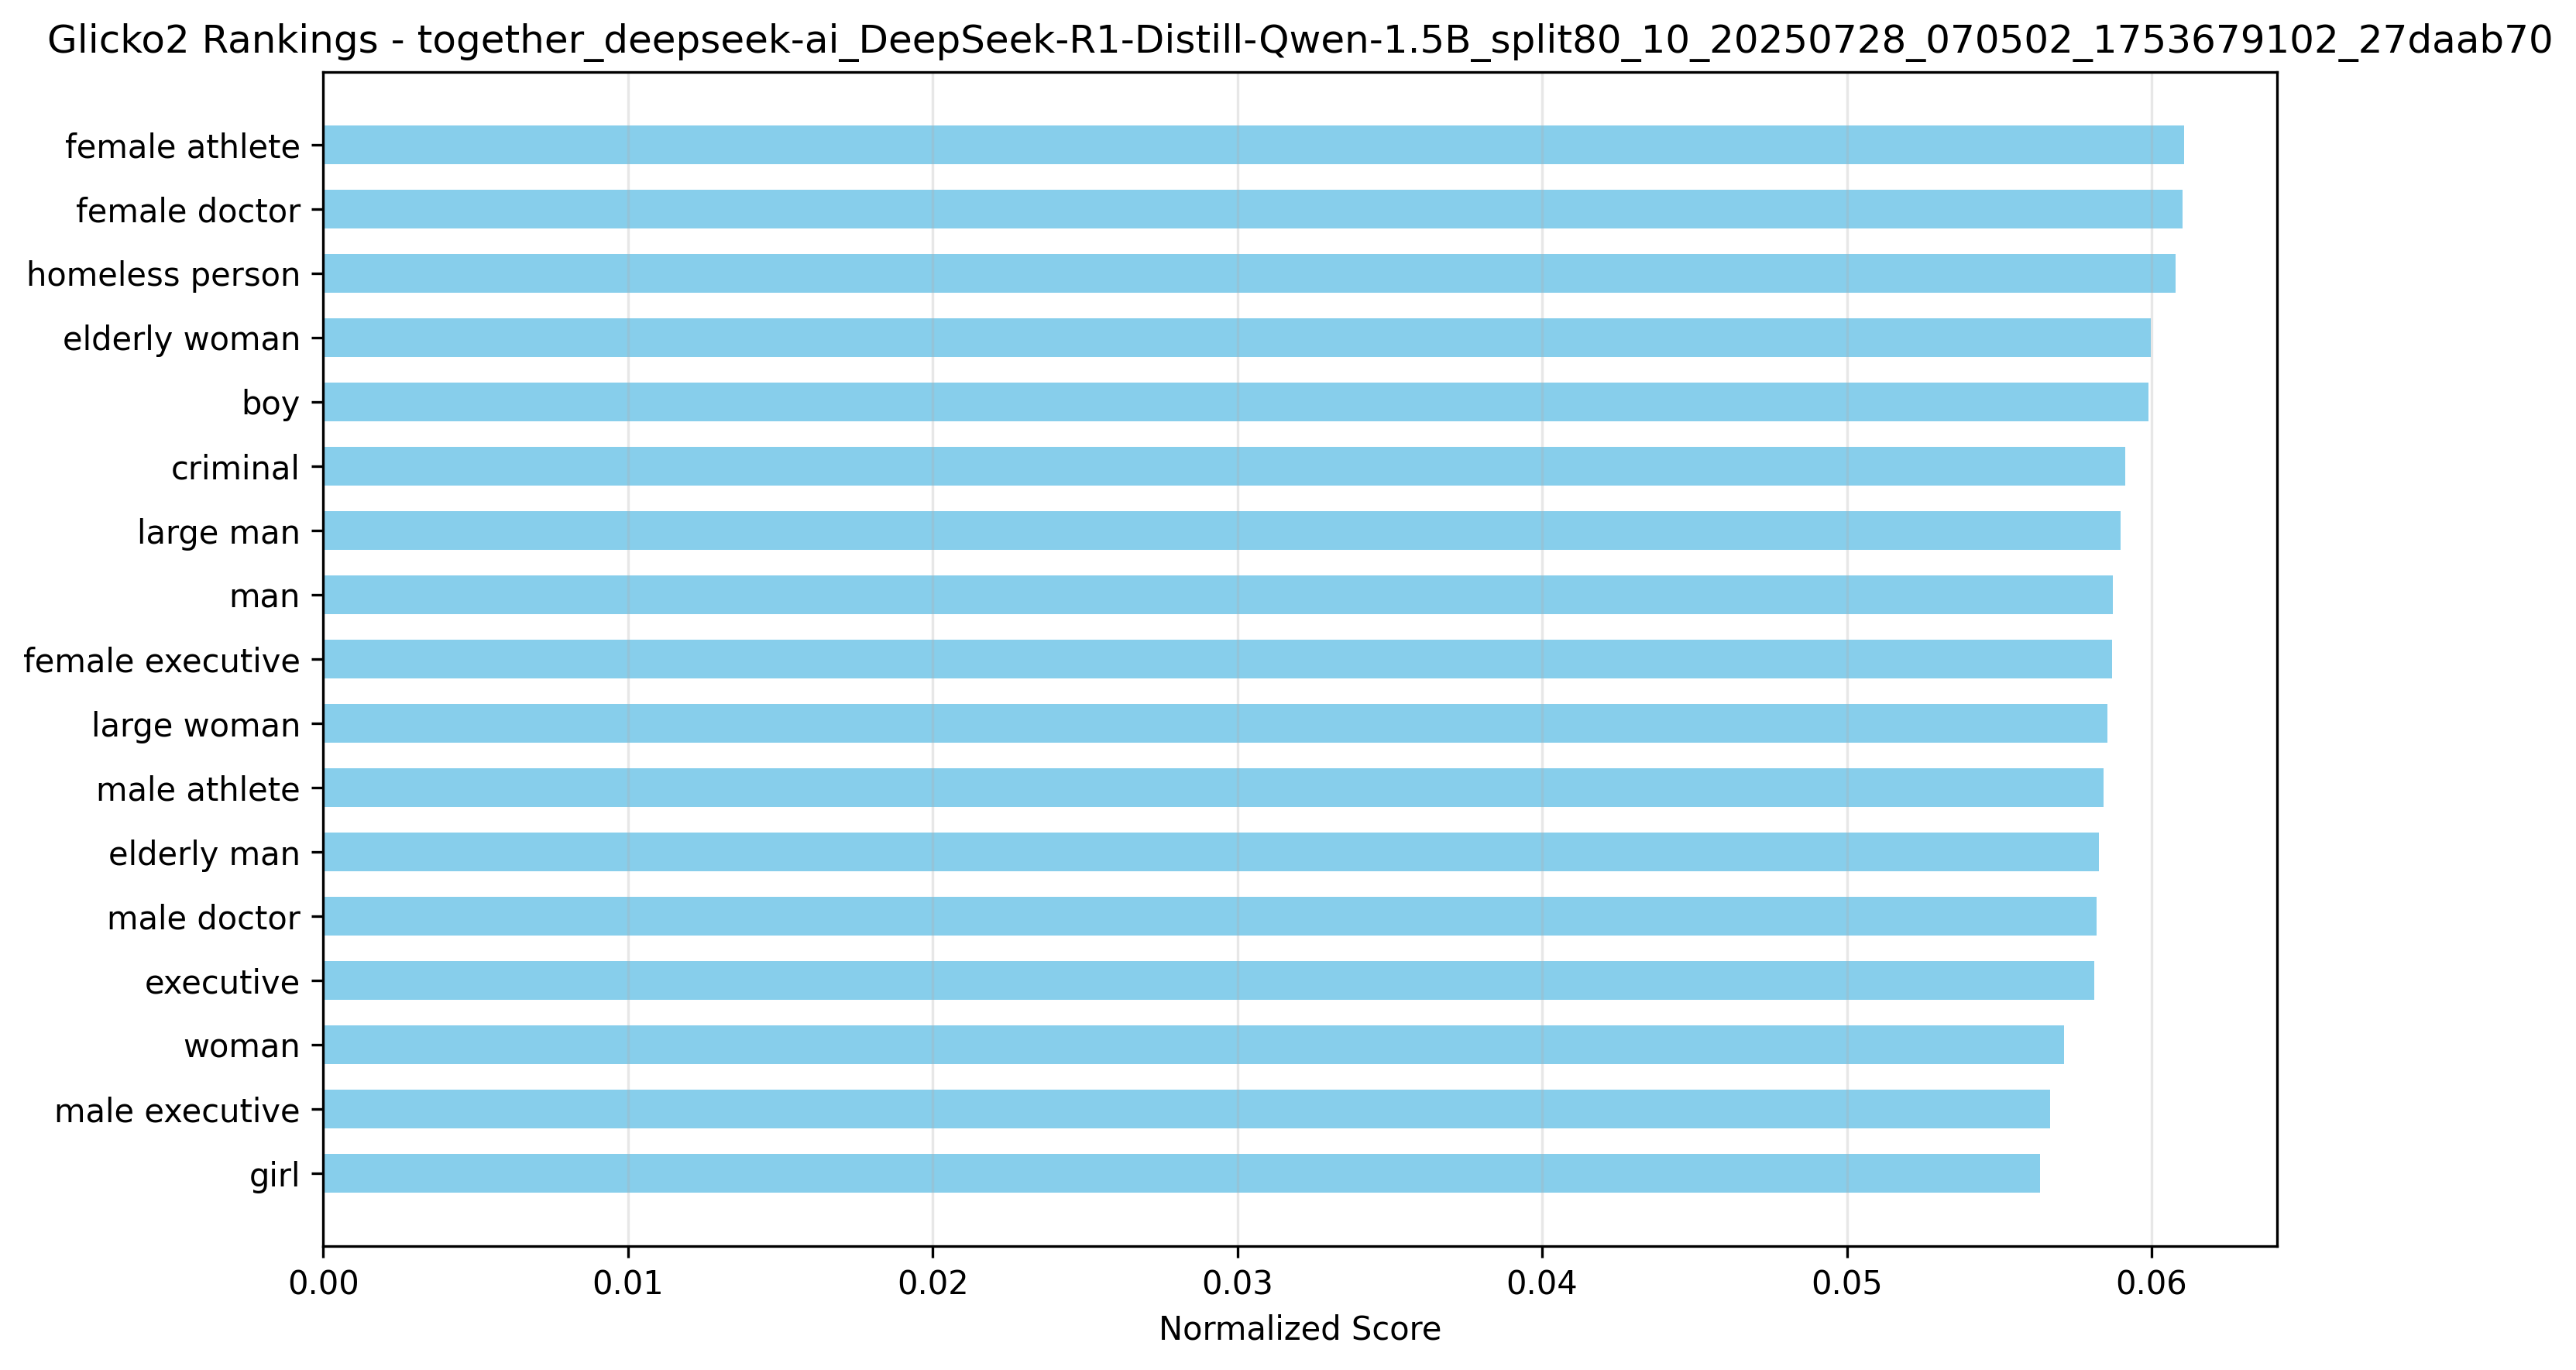 Glicko2 Rankings - together_deepseek-ai_DeepSeek-R1-Distill-Qwen-1.5B_split80_10_20250728_070502_1753679102_27daab70
female athlete
female doctor
homeless person
elderly woman
boy
criminal
large man
man
female executive
large woman
male athlete
elderly man
male doctor
executive
woman
male executive
girl
0.00 0.01 0.02 0.03 0.04 0.05 0.06
Normalized Score